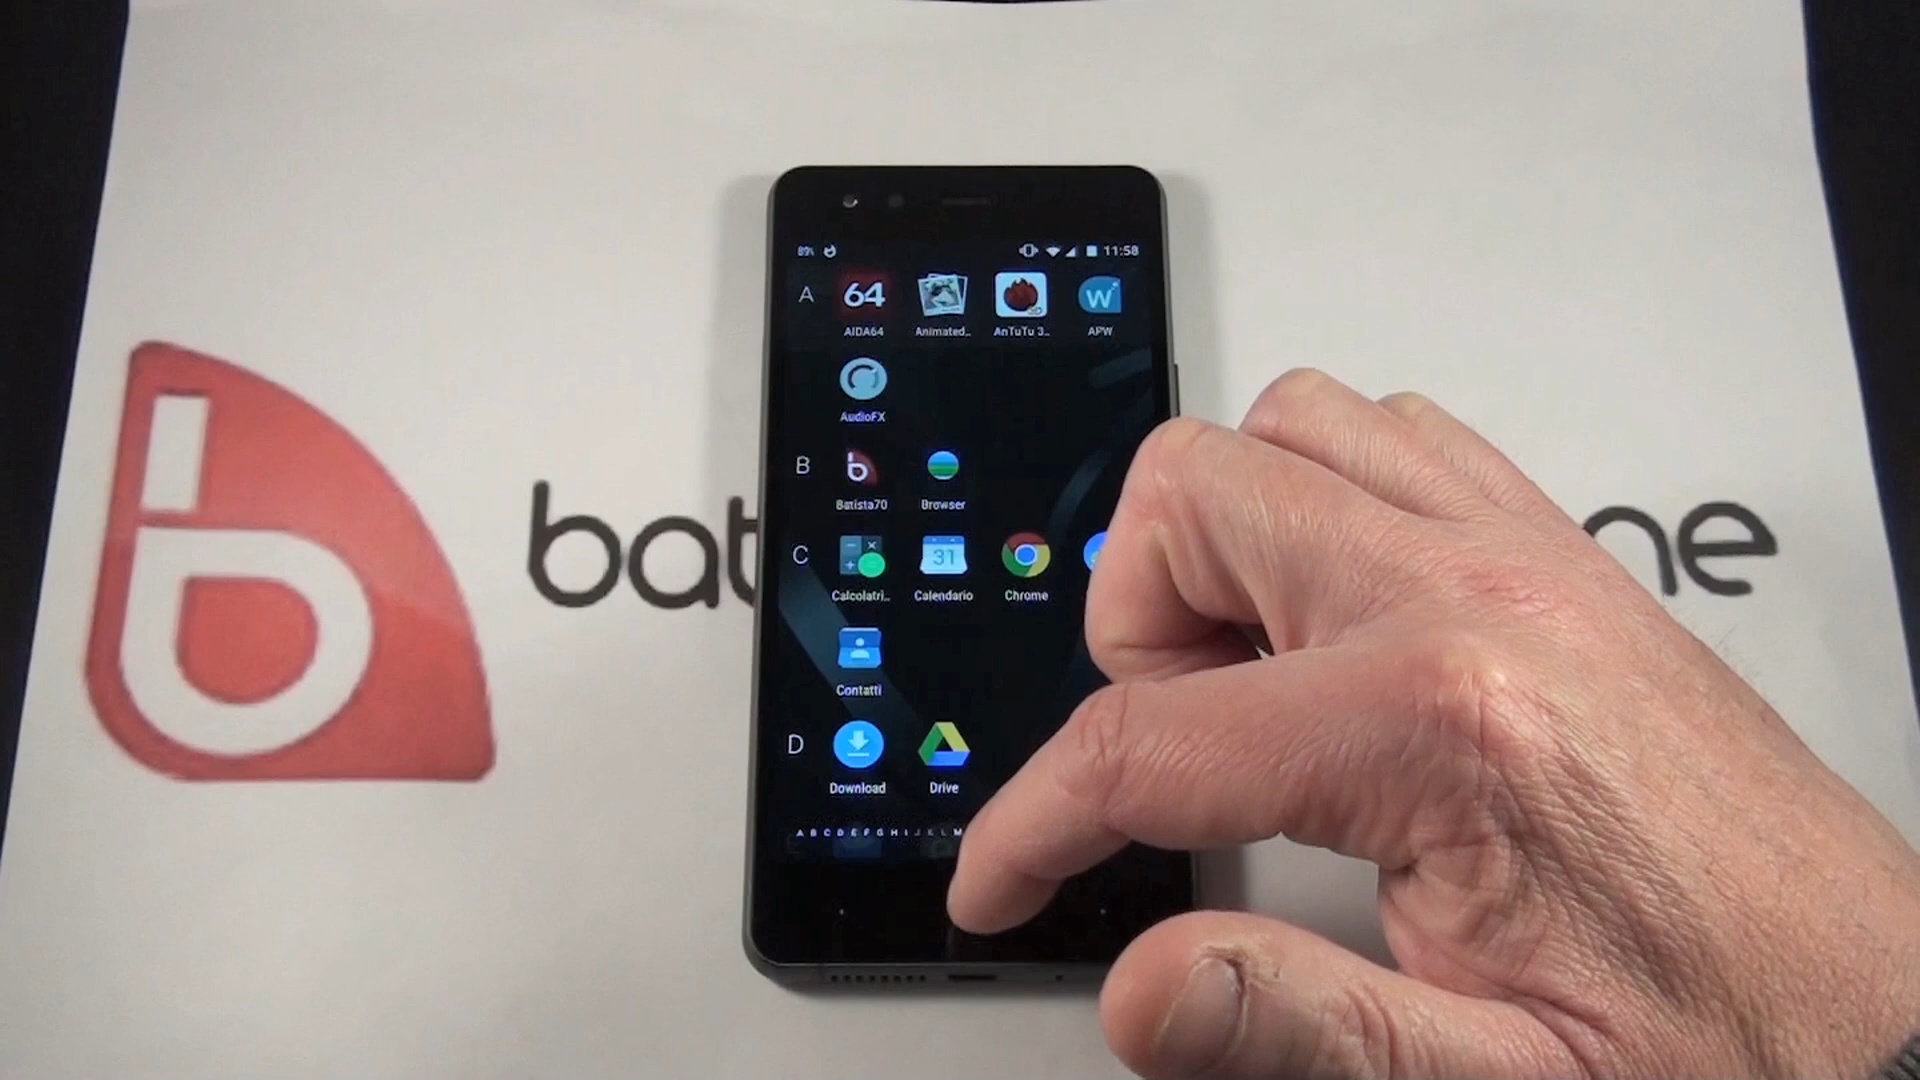 89% 11:58
A 64
AIDA64 Animated.. AnTuTu 3.. APW
AudioFX
B b
Batista70 Browser
C 31
Calcolatri.. Calendario Chrome
Contatti
D
Download Drive
A B C D E F G H I J K L M
E
b
bat ne